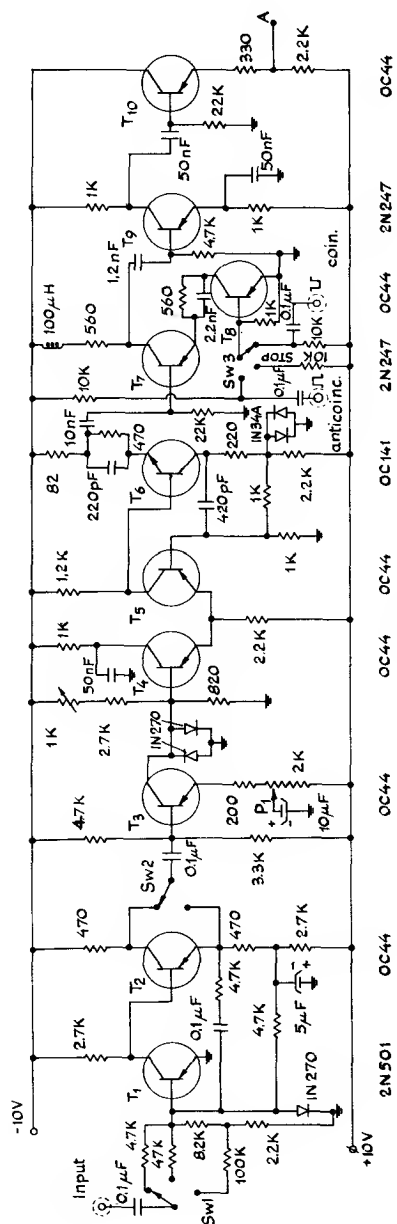 -10V
+10V
Input
0.1µF
Sw1
4.7K
47K
8.2K
100K
2.2K
2.7K
T1
1N270
2N501
0.1µF
4.7K
4.7K
5µF
- +
470
T2
470
2.7K
OC44
Sw2
0.1µF
4.7K
3.3K
T3
200
2K
P1
+ -
10µF
OC44
1N270
1K
2.7K
820
50nF
1K
T4
OC44
2.2K
1.2K
T5
OC44
1K
1K
420pF
82
220pF
470
10nF
T6
220
1N34A
2.2K
OC141
22K
10K
0.1µF
anticoinc.
100µH
560
T7
2N247
560
2.2nF
T8
1K
Sw3
STOP
10K
10K
0.1µF
coin.
OC44
1.2nF
4.7K
1K
T9
1K
50nF
2N247
50nF
22K
T10
330
A
2.2K
OC44